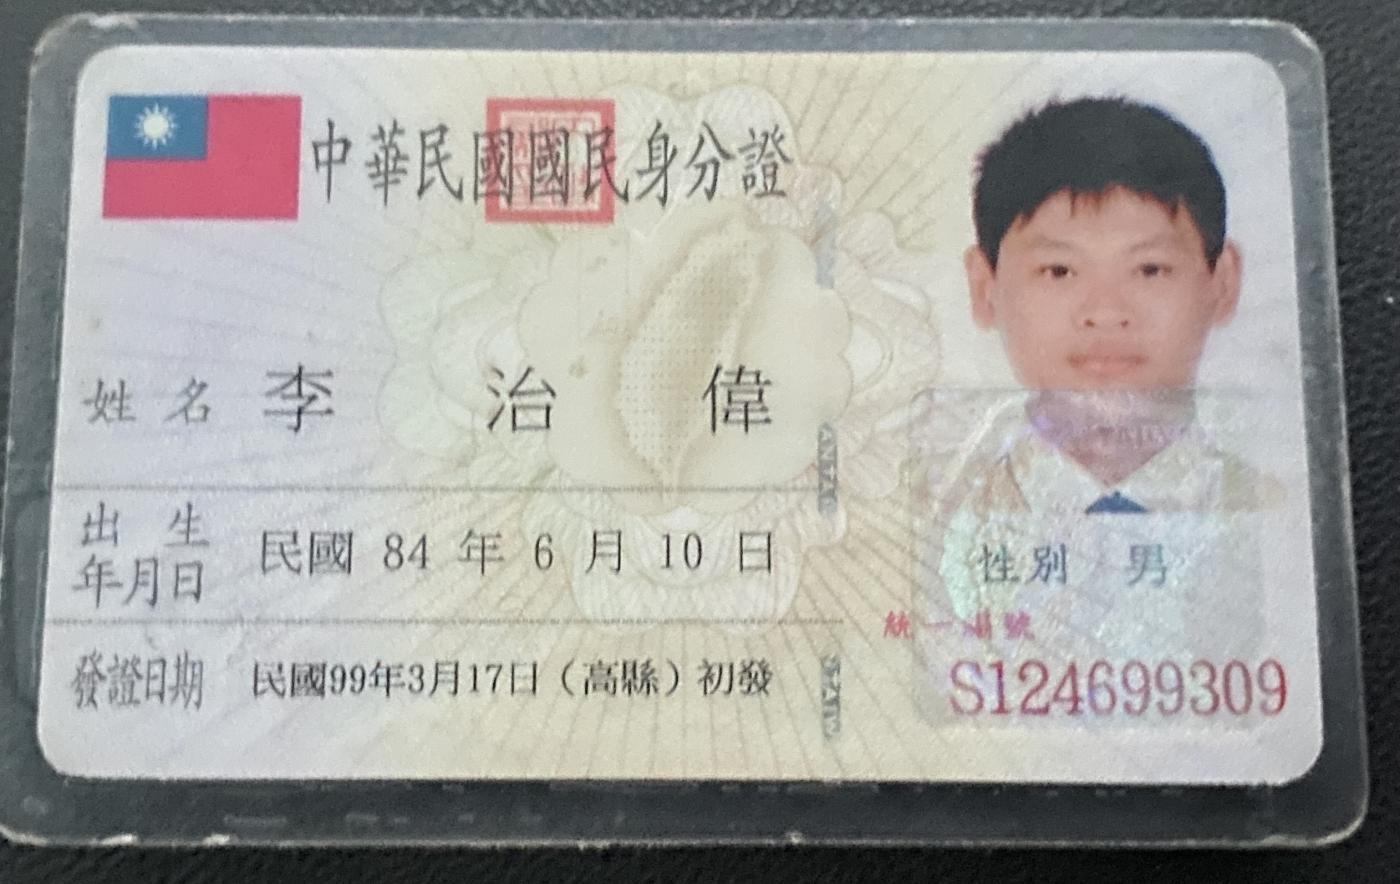 中華民國國民身分證
姓名 李治偉
出生年月日 民國 84 年 6 月 10 日
發證日期 民國99年3月17日（高縣）初發
性別 男
統一編號
S124699309